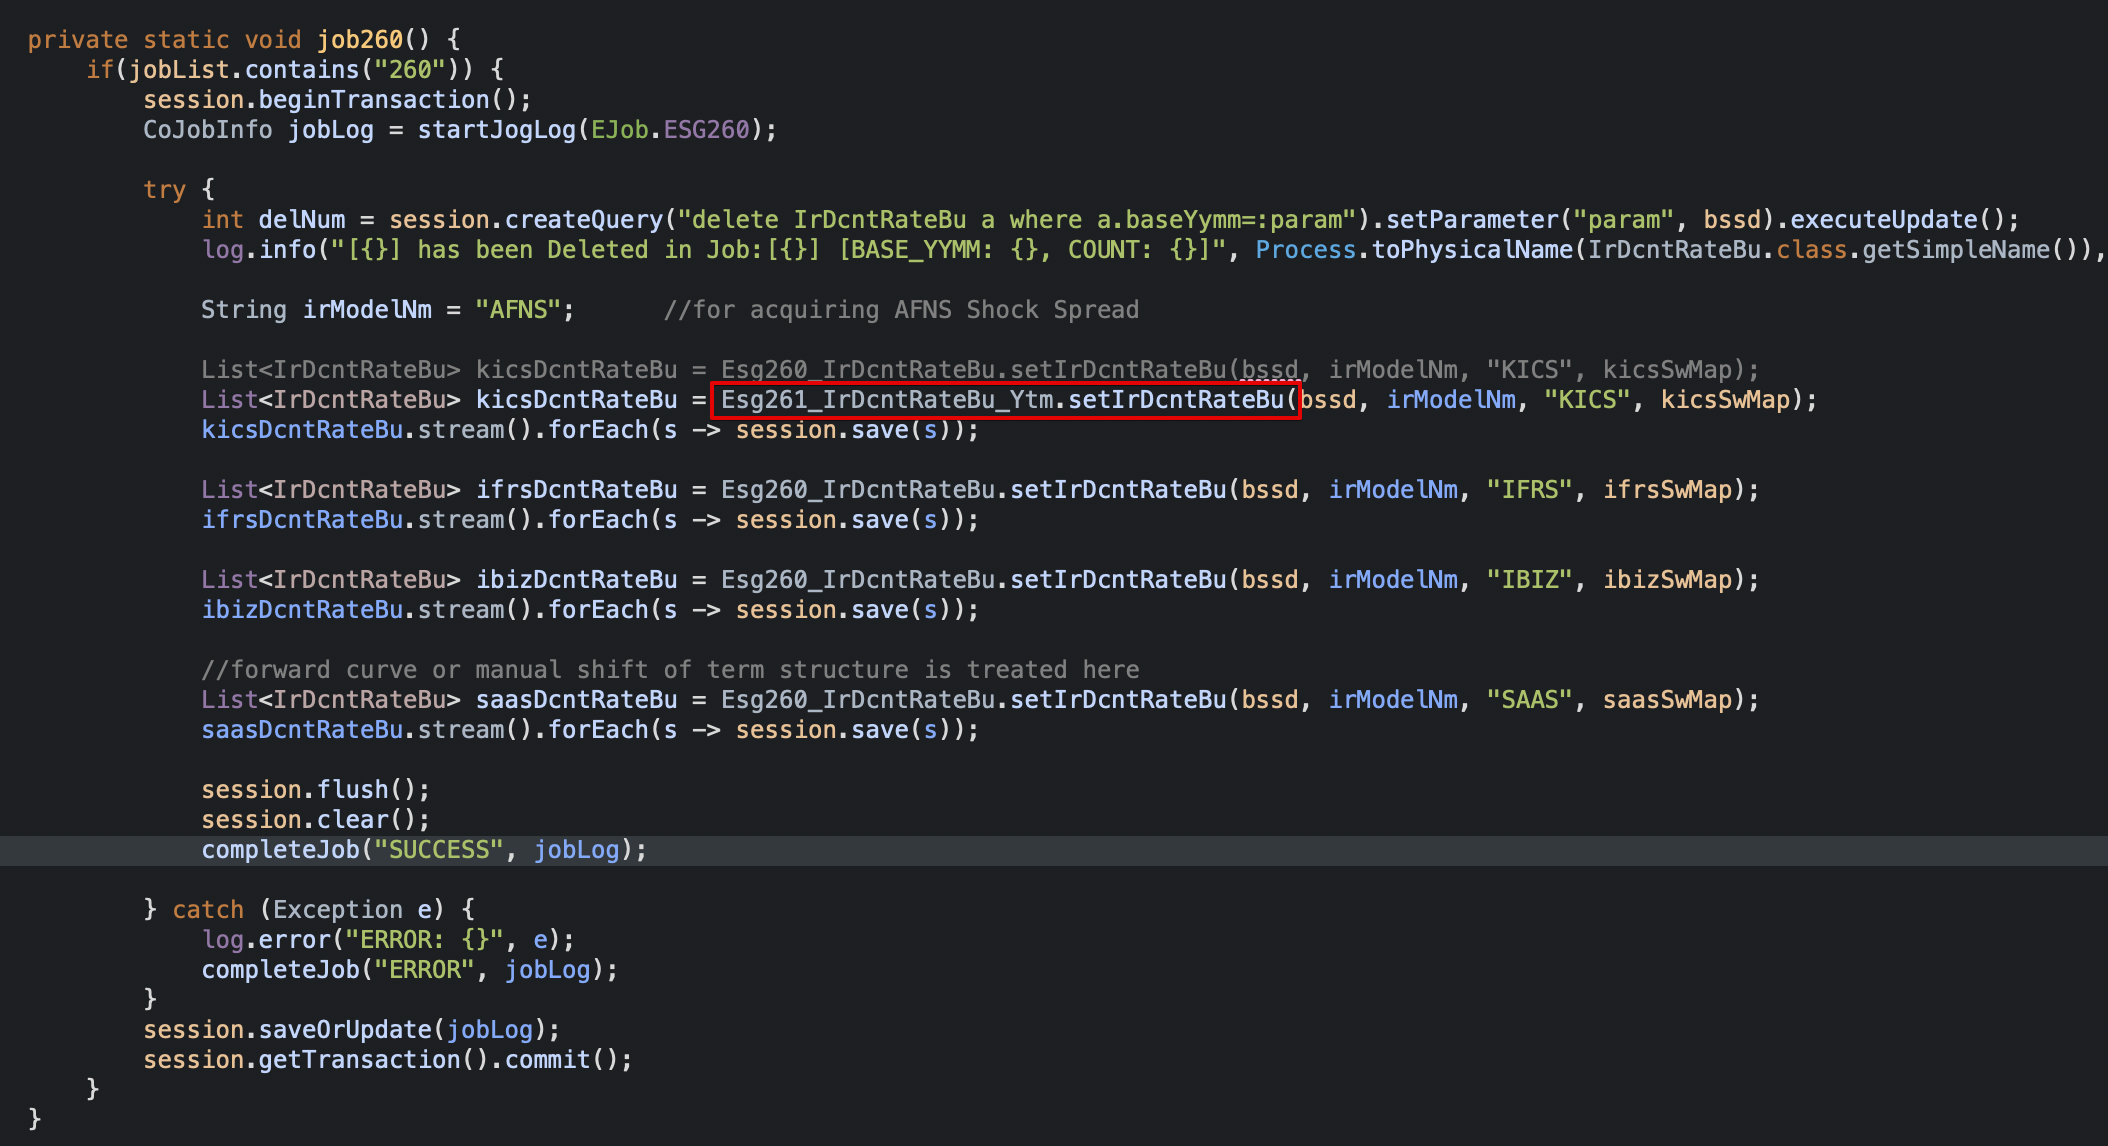 private static void job260() {
if(jobList.contains("260")) {
session.beginTransaction();
CoJobInfo jobLog = startJogLog(EJob.ESG260);
try {
int delNum = session.createQuery("delete IrDcntRateBu a where a.baseYymm=:param").setParameter("param", bssd).executeUpdate();
log.info("[{}] has been Deleted in Job:[{}] [BASE_YYMM: {}, COUNT: {}]", Process.toPhysicalName(IrDcntRateBu.class.getSimpleName()),
String irModelNm = "AFNS";      //for acquiring AFNS Shock Spread
List<IrDcntRateBu> kicsDcntRateBu = Esg260_IrDcntRateBu.setIrDcntRateBu(bssd, irModelNm, "KICS", kicsSwMap);
List<IrDcntRateBu> kicsDcntRateBu = Esg261_IrDcntRateBu_Ytm.setIrDcntRateBu(bssd, irModelNm, "KICS", kicsSwMap);
kicsDcntRateBu.stream().forEach(s -> session.save(s));
List<IrDcntRateBu> ifrsDcntRateBu = Esg260_IrDcntRateBu.setIrDcntRateBu(bssd, irModelNm, "IFRS", ifrsSwMap);
ifrsDcntRateBu.stream().forEach(s -> session.save(s));
List<IrDcntRateBu> ibizDcntRateBu = Esg260_IrDcntRateBu.setIrDcntRateBu(bssd, irModelNm, "IBIZ", ibizSwMap);
ibizDcntRateBu.stream().forEach(s -> session.save(s));
//forward curve or manual shift of term structure is treated here
List<IrDcntRateBu> saasDcntRateBu = Esg260_IrDcntRateBu.setIrDcntRateBu(bssd, irModelNm, "SAAS", saasSwMap);
saasDcntRateBu.stream().forEach(s -> session.save(s));
session.flush();
session.clear();
completeJob("SUCCESS", jobLog);
} catch (Exception e) {
log.error("ERROR: {}", e);
completeJob("ERROR", jobLog);
}
session.saveOrUpdate(jobLog);
session.getTransaction().commit();
}
}